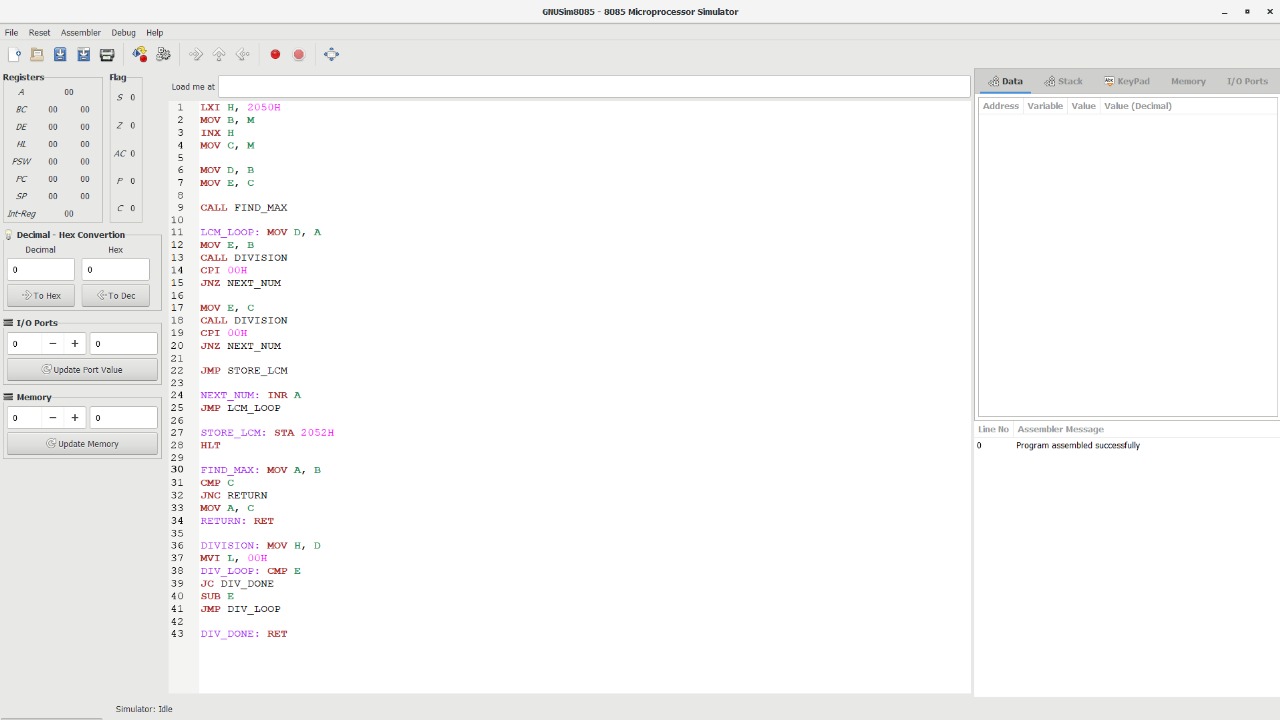 GNUSim8085 - 8085 Microprocessor Simulator
File Reset Assembler Debug Help
Registers
A 00
BC 00 00
DE 00 00
HL 00 00
PSW 00 00
PC 00 00
SP 00 00
Int-Reg 00
Flag
S 0
Z 0
AC 0
P 0
C 0
Decimal - Hex Convertion
Decimal Hex
0 0
To Hex To Dec
I/O Ports
0 − + 0
Update Port Value
Memory
0 − + 0
Update Memory
Load me at
1 LXI H, 2050H
2 MOV B, M
3 INX H
4 MOV C, M
5
6 MOV D, B
7 MOV E, C
8
9 CALL FIND_MAX
10
11 LCM_LOOP: MOV D, A
12 MOV E, B
13 CALL DIVISION
14 CPI 00H
15 JNZ NEXT_NUM
16
17 MOV E, C
18 CALL DIVISION
19 CPI 00H
20 JNZ NEXT_NUM
21
22 JMP STORE_LCM
23
24 NEXT_NUM: INR A
25 JMP LCM_LOOP
26
27 STORE_LCM: STA 2052H
28 HLT
29
30 FIND_MAX: MOV A, B
31 CMP C
32 JNC RETURN
33 MOV A, C
34 RETURN: RET
35
36 DIVISION: MOV H, D
37 MVI L, 00H
38 DIV_LOOP: CMP E
39 JC DIV_DONE
40 SUB E
41 JMP DIV_LOOP
42
43 DIV_DONE: RET
Data Stack KeyPad Memory I/O Ports
Address Variable Value Value (Decimal)
Line No Assembler Message
0 Program assembled successfully
Simulator: Idle